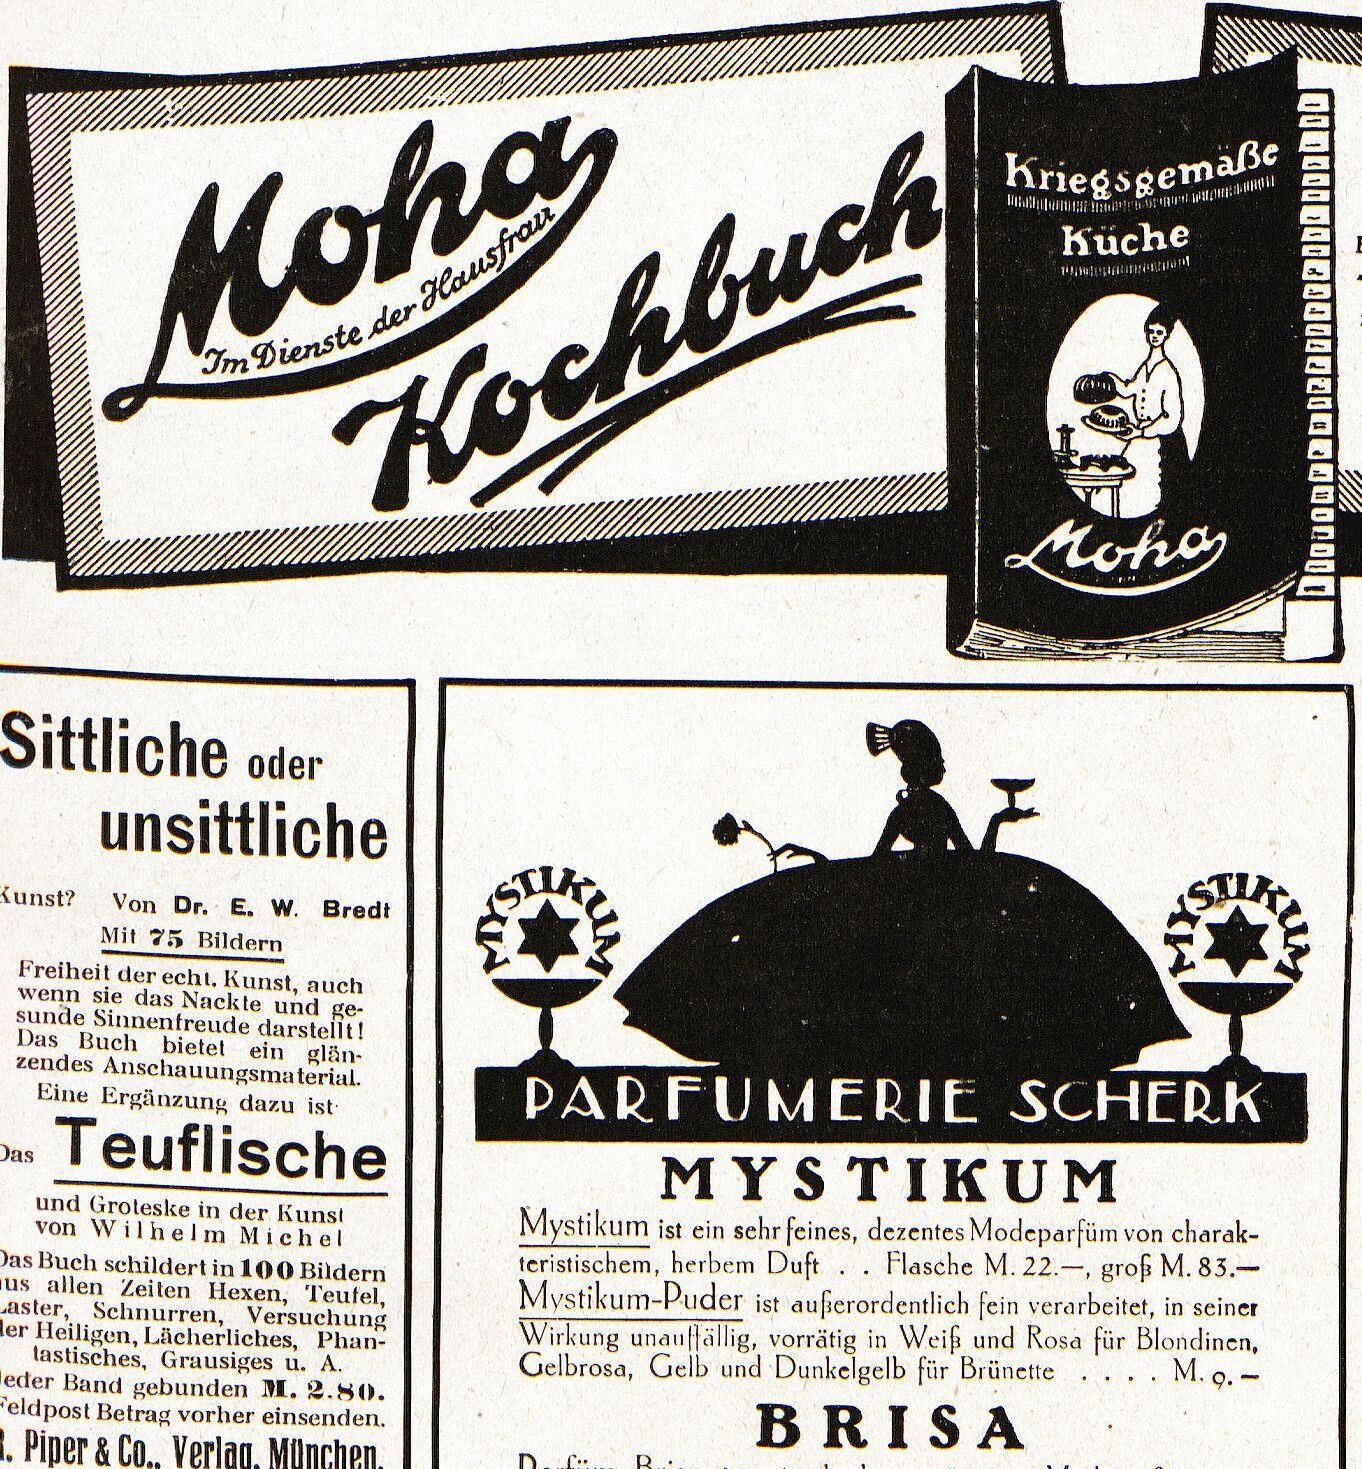 Moha
Im Dienste der Hausfrau
Kochbuch
Kriegsgemäße
Küche
Moha
Sittliche oder
unsittliche
Kunst? Von Dr. E. W. Bredt
Mit 75 Bildern
Freiheit der echt. Kunst, auch
wenn sie das Nackte und ge-
sunde Sinnenfreude darstellt!
Das Buch bietet ein glän-
zendes Anschauungsmaterial.
Eine Ergänzung dazu ist
Das Teuflische
und Groteske in der Kunst
von Wilhelm Michel
Das Buch schildert in 100 Bildern
aus allen Zeiten Hexen, Teufel,
Laster, Schnurren, Versuchung
der Heiligen, Lächerliches, Phan-
tastisches, Grausiges u. A.
Jeder Band gebunden M. 2.80.
Feldpost Betrag vorher einsenden.
R. Piper & Co., Verlag, München.
MYSTIKUM
MYSTIKUM
PARFUMERIE SCHERK
MYSTIKUM
Mystikum ist ein sehr feines, dezentes Modeparfüm von charak-
teristischem, herbem Duft . . Flasche M. 22.—, groß M. 83.—
Mystikum-Puder ist außerordentlich fein verarbeitet, in seiner
Wirkung unauffällig, vorrätig in Weiß und Rosa für Blondinen,
Gelbrosa, Gelb und Dunkelgelb für Brünette . . . . M. 9.—
BRISA